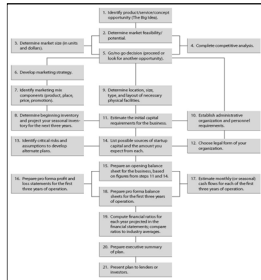 1. Identify product/service/concept
opportunity (The Big Idea).
2. Determine market feasibility/
potential.
3. Determine market size (in units
and dollars).
4. Complete competitive analysis.
5. Give go decision (proceed or
look for another opportunity).
6. Develop marketing strategy.
7. Identify marketing mix
components (product, place,
price, promotion).
9. Determine location, size,
type, and layout of necessary
physical facilities.
8. Determine beginning inventory
and project your seasonal inven-
tory for the next three years.
11. Estimate the initial capital
requirements for the business.
10. Establish administrative
organization and personnel
requirements.
13. Identify critical risks and
assumptions to develop
alternate plans.
14. List possible sources of startup
capital and the amount
you expect from each.
12. Choose legal form of your
organization.
15. Prepare an opening balance
sheet for the business, based
on figures from steps 11 and 14.
16. Prepare pro forma profit and
loss statements for the first
three years of operation.
17. Estimate monthly (or seasonal)
cash flows for each of the first
three years of operation.
18. Prepare pro forma balance
sheets for the first three years
of operation.
19. Compute financial ratios for
each year projected in the
financial statements; compare
ratios to industry averages.
20. Prepare executive summary
of plan.
21. Present plan to lenders or
investors.